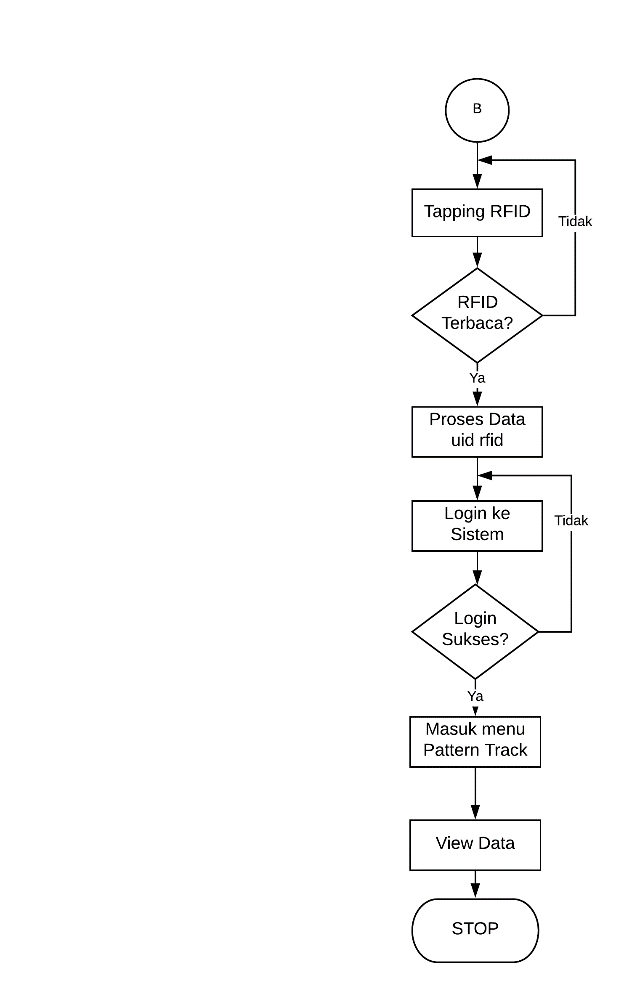 B
Tapping RFID
Tidak
RFID
Terbaca?
Ya
Proses Data
uid rfid
Login ke
Sistem
Tidak
Login
Sukses?
Ya
Masuk menu
Pattern Track
View Data
STOP